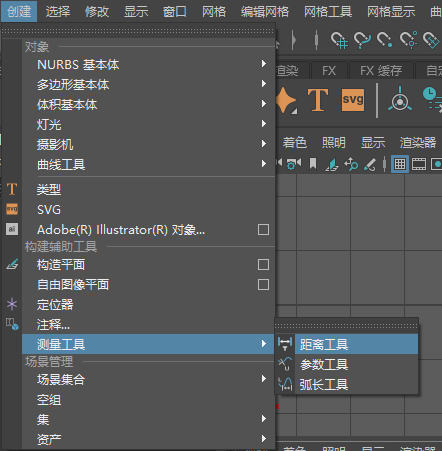 创建 选择 修改 显示 窗口 网格 编辑网格 网格工具 网格显示
对象
NURBS 基本体
多边形基本体
体积基本体
灯光
摄影机
曲线工具
类型
SVG
Adobe(R) Illustrator(R) 对象...
构建辅助工具
构造平面
自由图像平面
定位器
注释...
测量工具
场景管理
场景集合
空组
集
资产
距离工具
参数工具
弧长工具
渲染 FX FX 缓存 自定
T svg
着色 照明 显示 渲染器
T
svg
ai